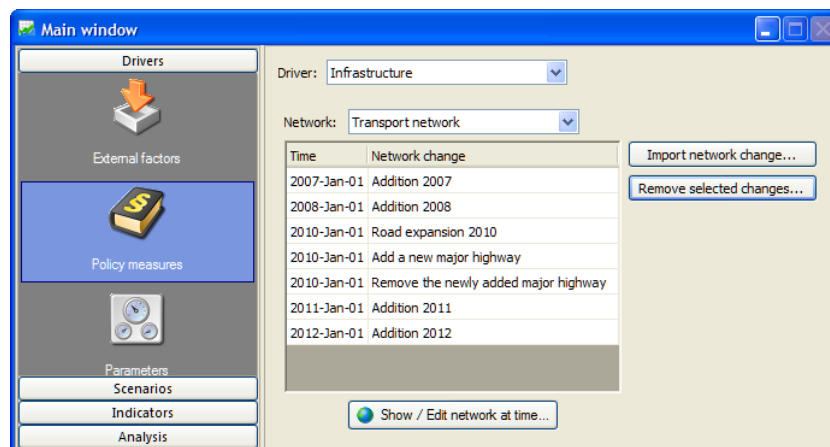 Main window
Drivers
External factors
Policy measures
Parameters
Scenarios
Indicators
Analysis
Driver: Infrastructure
Network: Transport network
Time Network change
2007-Jan-01 Addition 2007
2008-Jan-01 Addition 2008
2010-Jan-01 Road expansion 2010
2010-Jan-01 Add a new major highway
2010-Jan-01 Remove the newly added major highway
2011-Jan-01 Addition 2011
2012-Jan-01 Addition 2012
Import network change...
Remove selected changes...
Show / Edit network at time...